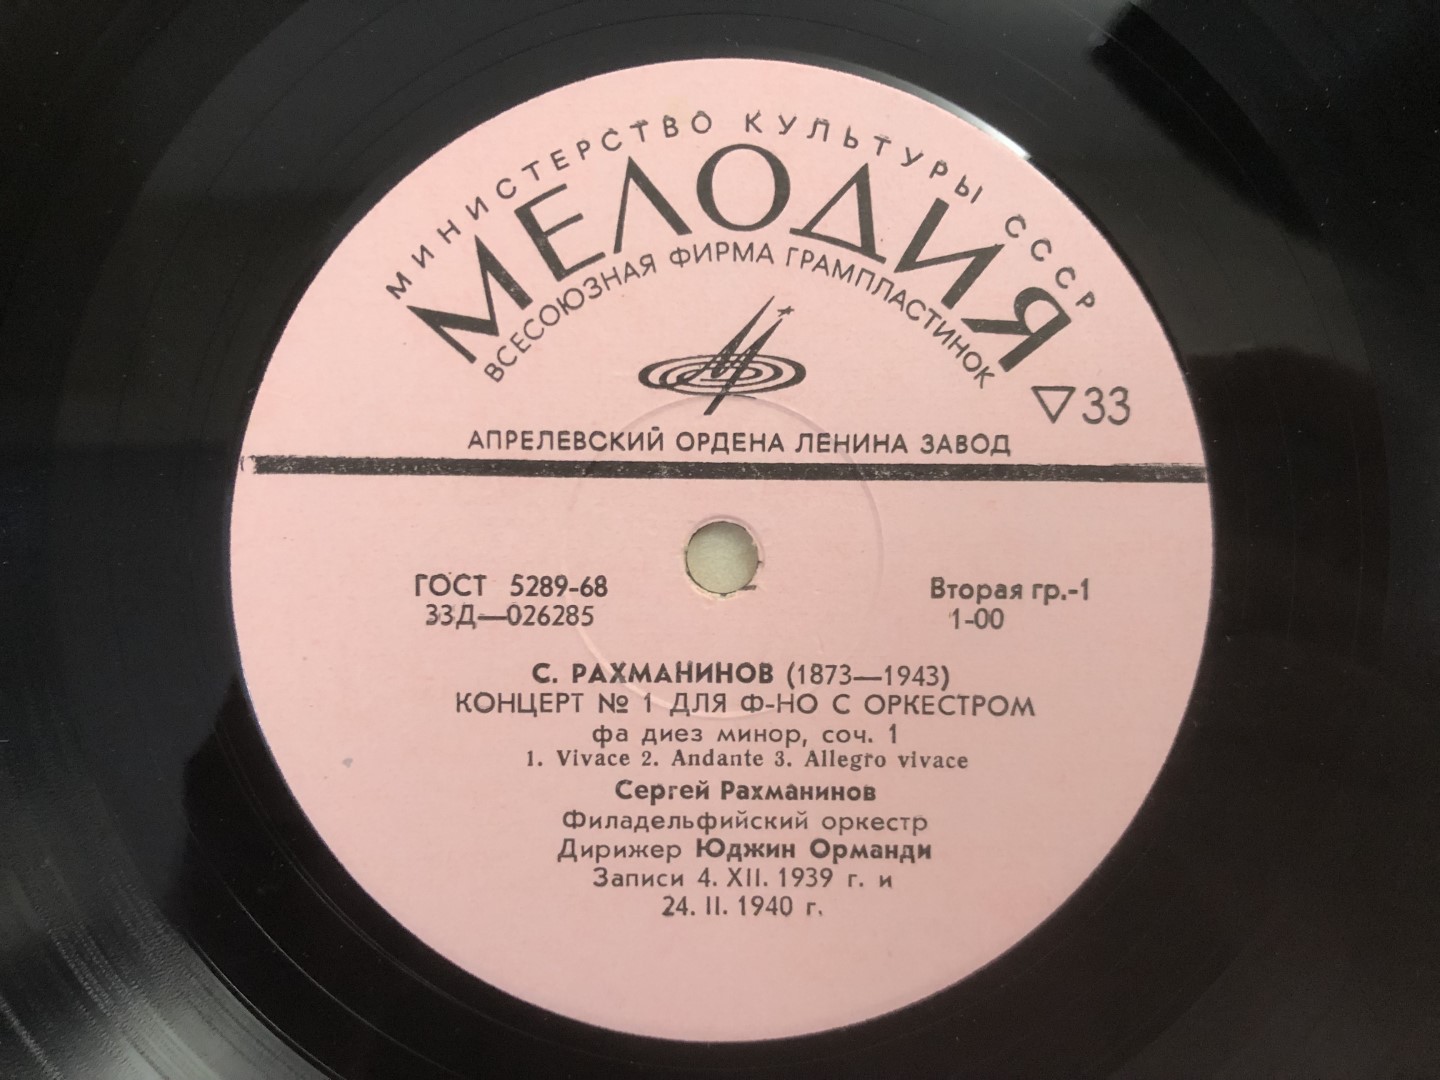 МИНИСТЕРСТВО КУЛЬТУРЫ СССР
МЕЛОДИЯ
ВСЕСОЮЗНАЯ ФИРМА ГРАМПЛАСТИНОК
▽33
АПРЕЛЕВСКИЙ ОРДЕНА ЛЕНИНА ЗАВОД
ГОСТ 5289-68
33Д—026285
Вторая гр.-1
1-00
С. РАХМАНИНОВ (1873—1943)
КОНЦЕРТ № 1 ДЛЯ Ф-НО С ОРКЕСТРОМ
фа диез минор, соч. 1
1. Vivace 2. Andante 3. Allegro vivace
Сергей Рахманинов
Филадельфийский оркестр
Дирижер Юджин Орманди
Записи 4. XII. 1939 г. и
24. II. 1940 г.